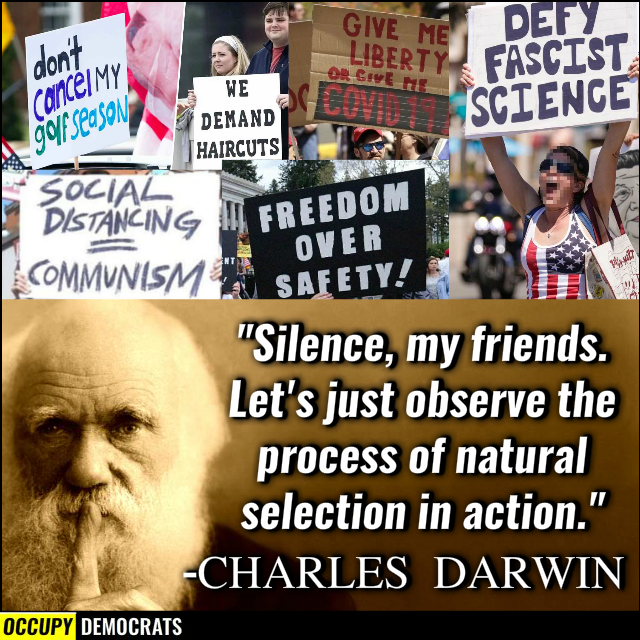 don't
cancel MY
golf season
WE
DEMAND
HAIRCUTS
GIVE ME
LIBERTY
OR GIVE ME
COVID 19
DEFY
FASCIST
SCIENCE
SOCIAL
DISTANCING
=
COMMUNISM
FREEDOM
OVER
SAFETY!
"Silence, my friends.
Let's just observe the
process of natural
selection in action."
-CHARLES DARWIN
OCCUPY DEMOCRATS